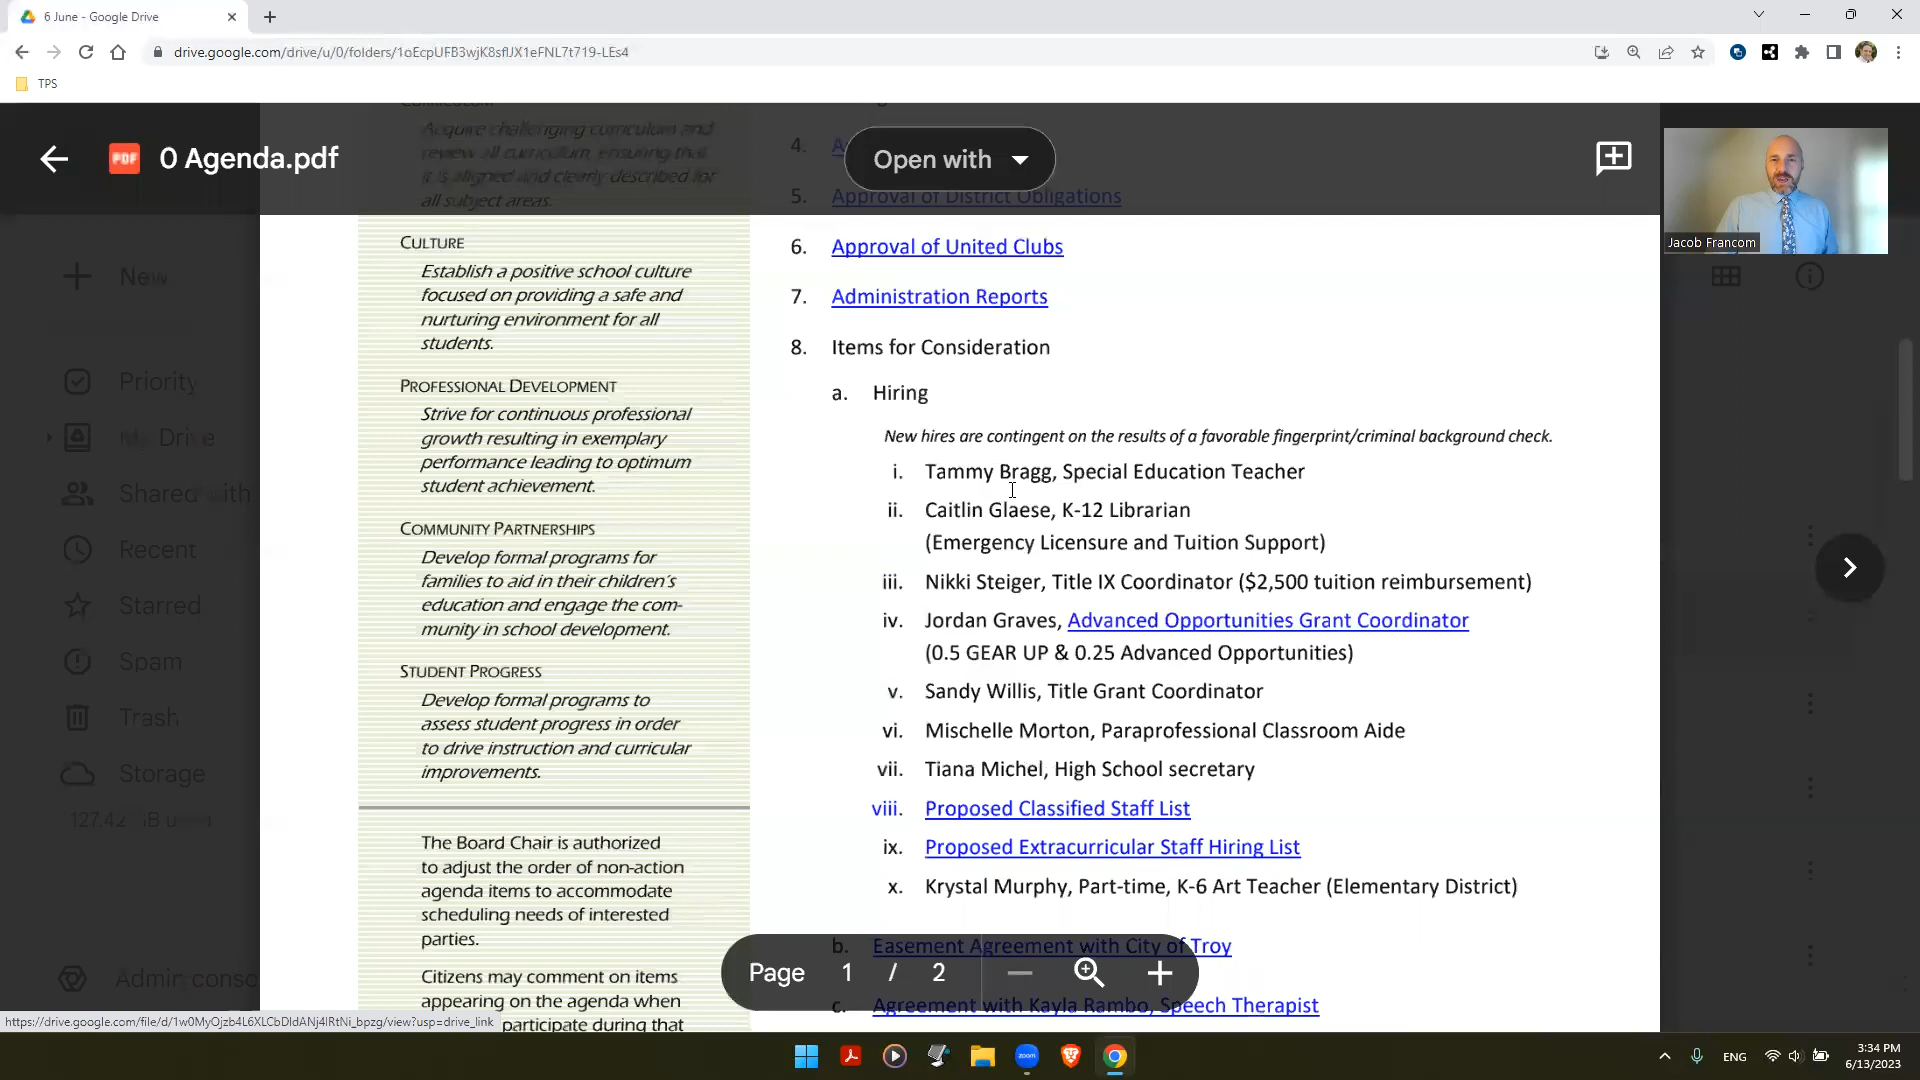 6 June - Google Drive
drive.google.com/drive/u/0/folders/1oEcpUFB3wjK8sflJX1eFNL7t719-LEs4
TPS
0 Agenda.pdf
Open with
Jacob Francom
New
Priority
My Drive
Shared with
Recent
Starred
Spam
Trash
Storage
127.42 GB used
Admin conso
Acquire challenging curriculum and
review all curriculum, ensuring that
it is aligned and clearly described for
all subject areas.
CULTURE
Establish a positive school culture
focused on providing a safe and
nurturing environment for all
students.
PROFESSIONAL DEVELOPMENT
Strive for continuous professional
growth resulting in exemplary
performance leading to optimum
student achievement.
COMMUNITY PARTNERSHIPS
Develop formal programs for
families to aid in their children's
education and engage the com-
munity in school development.
STUDENT PROGRESS
Develop formal programs to
assess student progress in order
to drive instruction and curricular
improvements.
The Board Chair is authorized
to adjust the order of non-action
agenda items to accommodate
scheduling needs of interested
parties.
Citizens may comment on items
appearing on the agenda when
participate during that
4.
5. Approval of District Obligations
6. Approval of United Clubs
7. Administration Reports
8. Items for Consideration
a. Hiring
New hires are contingent on the results of a favorable fingerprint/criminal background check.
i. Tammy Bragg, Special Education Teacher
ii. Caitlin Glaese, K-12 Librarian
(Emergency Licensure and Tuition Support)
iii. Nikki Steiger, Title IX Coordinator ($2,500 tuition reimbursement)
iv. Jordan Graves, Advanced Opportunities Grant Coordinator
(0.5 GEAR UP & 0.25 Advanced Opportunities)
v. Sandy Willis, Title Grant Coordinator
vi. Mischelle Morton, Paraprofessional Classroom Aide
vii. Tiana Michel, High School secretary
viii. Proposed Classified Staff List
ix. Proposed Extracurricular Staff Hiring List
x. Krystal Murphy, Part-time, K-6 Art Teacher (Elementary District)
b. Easement Agreement with City of Troy
c. Agreement with Kayla Rambo, Speech Therapist
Page 1 / 2
https://drive.google.com/file/d/1w0MyOjzb4L6XLCbDIdANj4lRtNi_bpzg/view?usp=drive_link
zoom
ENG
3:34 PM
6/13/2023